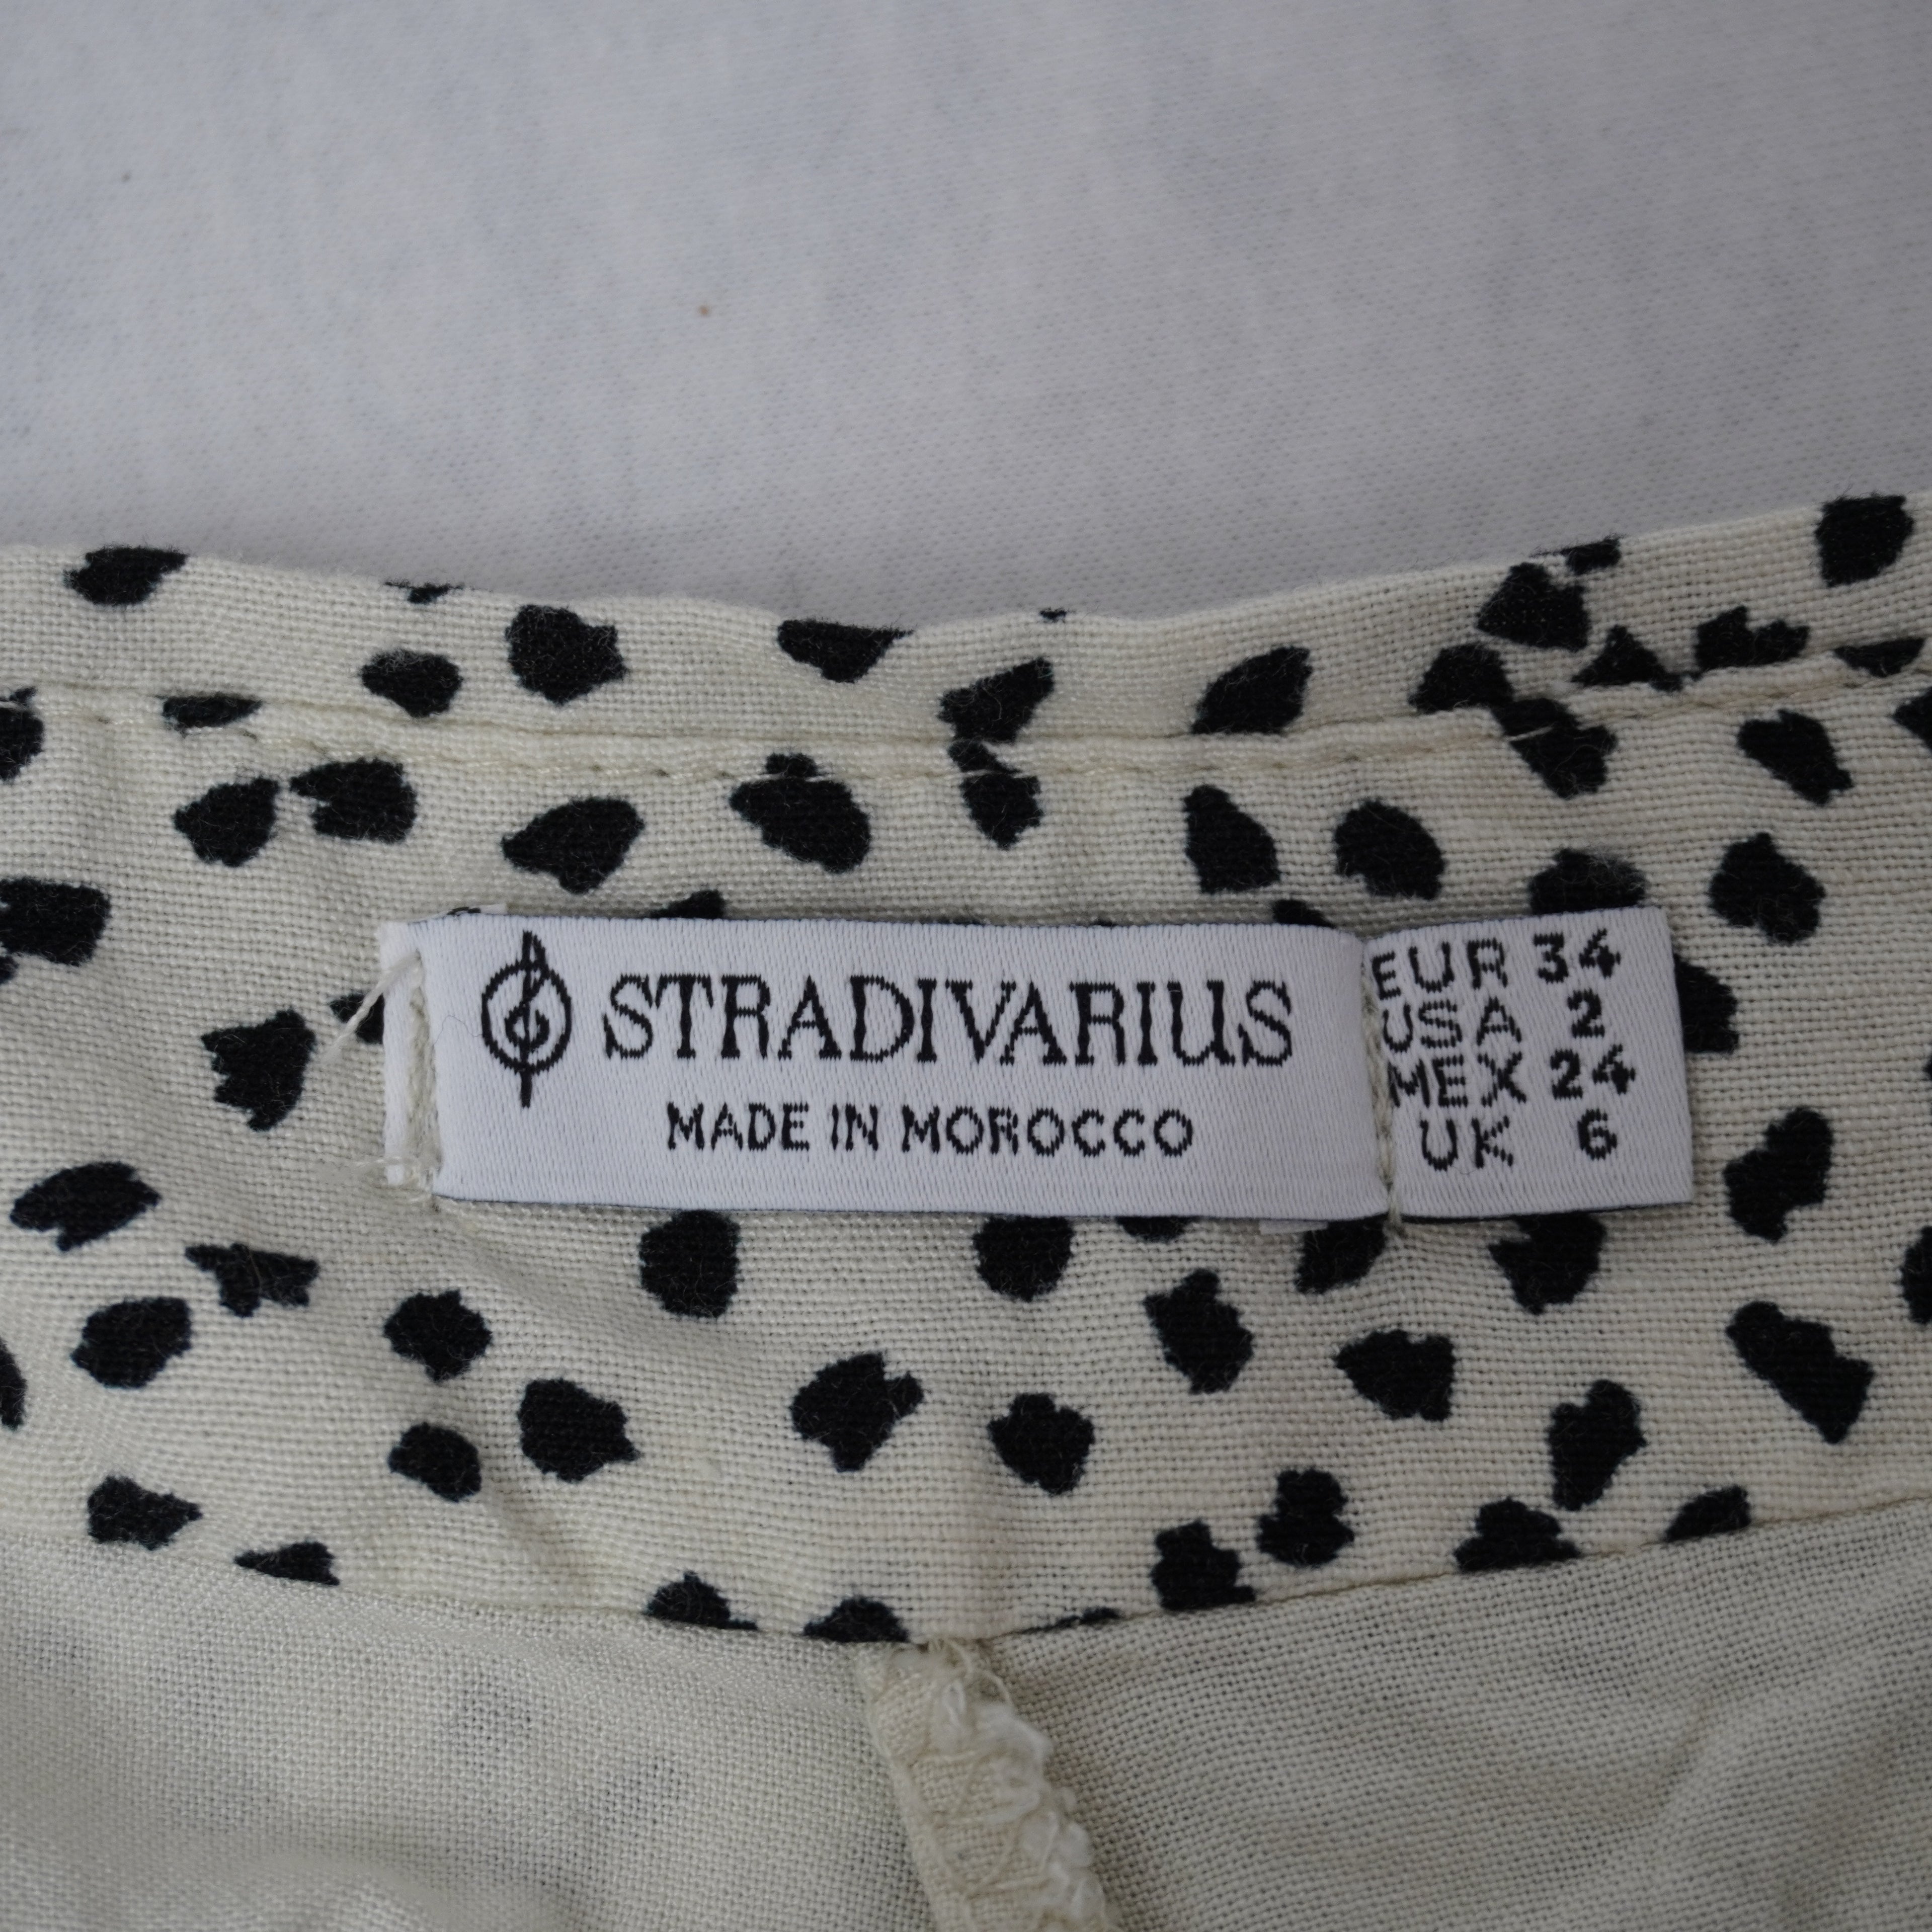 STRADIVARIUS
MADE IN MOROCCO
EUR 34
USA 2
MEX 24
UK 6